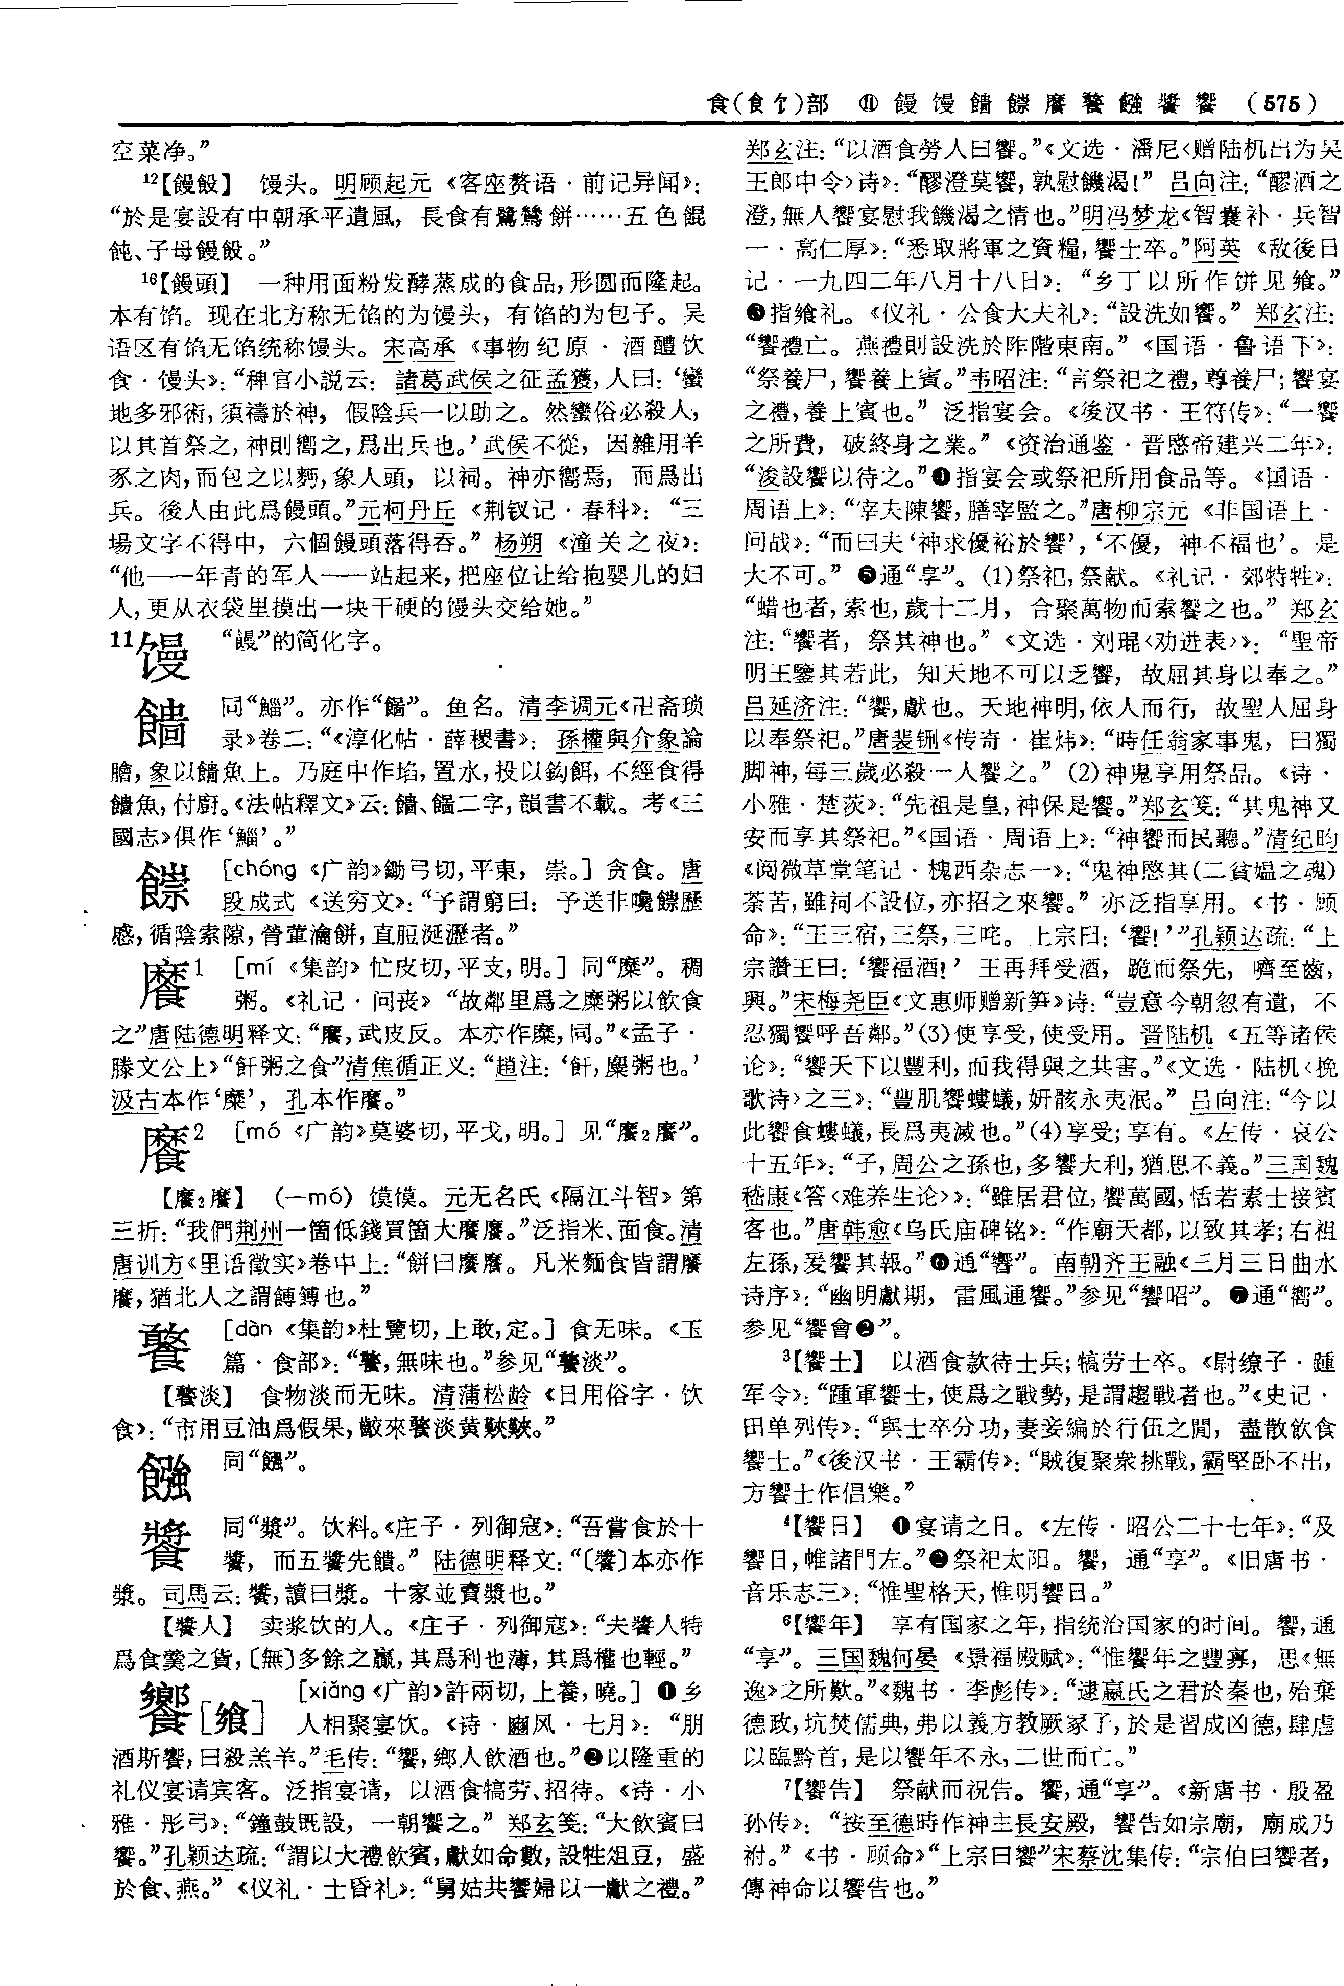 食(𩙿饣)部 ⑪ 饅 馒 饙 䭝 糜 䭛 䭚 饗 (575)
空菜净。”
¹²【饅䬳】 馒头。明顾起元《客座赘语·前记异闻》：
“於是宴設有中朝承平遺風，長食有鷺鷥餅……五色餛
飩、子母饅䬳。”
¹⁶【饅頭】 一种用面粉发酵蒸成的食品，形圆而隆起。
本有馅。现在北方称无馅的为馒头，有馅的为包子。吴
语区有馅无馅统称馒头。宋高承《事物纪原·酒醴饮
食·馒头》：“稗官小說云：諸葛武侯之征孟獲，人曰：‘蠻
地多邪術，須禱於神，假陰兵一以助之。然蠻俗必殺人，
以其首祭之，神則嚮之，爲出兵也。’武侯不從，因雜用羊
豕之肉，而包之以麪，象人頭，以祠。神亦嚮焉，而爲出
兵。後人由此爲饅頭。”元柯丹丘《荆钗记·春科》：“三
場文字不得中，六個饅頭落得吞。”杨朔《潼关之夜》：
“他——年青的军人——站起来，把座位让给抱婴儿的妇
人，更从衣袋里摸出一块干硬的馒头交给她。”
11馒 “饅”的简化字。
同“鯔”。亦作“䭡”。鱼名。清李调元《卍斋琐
录》卷二：“《淳化帖·薛稷書》：孫權與介象論
膾，象以魚上。乃庭中作塪，置水，投以鈎餌，不經食得
魚，付廚。《法帖釋文》云：二字，韻書不載。考《三
國志》俱作‘鯔’。”
[chóng《广韵》鋤弓切，平東，崇。] 贪食。唐
段成式《送穷文》：“予謂窮曰：予送非嚵歷
感，循陰索隙，膋葷瀹餅，直脰涎瀝者。”
1 [mí《集韵》忙皮切，平支，明。] 同“糜”。稠
粥。《礼记·问丧》“故鄰里爲之糜粥以飲食
之”唐陆德明释文：“䭧，武皮反。本亦作糜，同。”《孟子·
滕文公上》“飦粥之食”清焦循正义：“趙注：‘飦，糜粥也。’
汲古本作‘糜’，孔本作䭧。”
䭧2 [mó《广韵》莫婆切，平戈，明。] 见“䭧₂䭧”。
【䭧₂䭧】 (—mó) 馍馍。元无名氏《隔江斗智》第
三折：“我們荆州一箇低錢買箇大䭧䭧。”泛指米、面食。清
唐训方《里语徵实》卷中上：“餅曰䭧䭧。凡米麵食皆謂䭧
䭧，猶北人之謂餺餺也。”
[dàn《集韵》杜覽切，上敢，定。] 食无味。《玉
篇·食部》：“，無味也。”参见“淡”。
【淡】 食物淡而无味。清蒲松龄《日用俗字·饮
食》：“市用豆油爲假果，來淡黄。”
同“”。
同“漿”。饮料。《庄子·列御寇》：“吾嘗食於十
，而五先饋。”陆德明释文：“〔〕本亦作
漿。司馬云：，讀曰漿。十家並賣漿也。”
【人】 卖浆饮的人。《庄子·列御寇》：“夫人特
爲食羹之貨，〔無〕多餘之贏，其爲利也薄，其爲權也輕。”
饗[飨] [xiǎng《广韵》許兩切，上養，曉。] ❶乡
人相聚宴饮。《诗·豳风·七月》：“朋
酒斯饗，曰殺羔羊。”毛传：“饗，鄉人飲酒也。”❷以隆重的
礼仪宴请宾客。泛指宴请，以酒食犒劳、招待。《诗·小
雅·彤弓》：“鐘鼓既設，一朝饗之。”郑玄笺：“大飲賓曰
饗。”孔颖达疏：“謂以大禮飲賓，獻如命數，設牲俎豆，盛
於食、燕。”《仪礼·士昏礼》：“舅姑共饗婦以一獻之禮。”
郑玄注：“以酒食勞人曰饗。”《文选·潘尼〈赠陆机出为吴
王郎中令〉诗》：“醪澄莫饗，孰慰饑渴！”吕向注：“醪酒之
澄，無人饗宴慰我饑渴之情也。”明冯梦龙《智囊补·兵智
一·高仁厚》：“悉取將軍之資糧，饗士卒。”阿英《敌後日
记·一九四二年八月十八日》：“乡丁以所作饼见飨。”
❸指飨礼。《仪礼·公食大夫礼》：“設洗如饗。”郑玄注：
“饗禮亡。燕禮則設洗於阼階東南。”《国语·鲁语下》：
“祭養尸，饗養上賓。”韦昭注：“言祭祀之禮，尊養尸；饗宴
之禮，養上賓也。”泛指宴会。《後汉书·王符传》：“一饗
之所費，破終身之業。”《资治通鉴·晋愍帝建兴二年》：
“浚設饗以待之。”❹指宴会或祭祀所用食品等。《国语·
周语上》：“宰夫陳饗，膳宰監之。”唐柳宗元《非国语上·
问战》：“而曰夫‘神求優裕於饗’，‘不優，神不福也’。是
大不可。”❺通“享”。(1)祭祀，祭献。《礼记·郊特牲》：
“蜡也者，索也，歲十二月，合聚萬物而索饗之也。”郑玄
注：“饗者，祭其神也。”《文选·刘琨〈劝进表〉》：“聖帝
明王鑒其若此，知天地不可以乏饗，故屈其身以奉之。”
吕延济注：“饗，獻也。天地神明，依人而行，故聖人屈身
以奉祭祀。”唐裴铏《传奇·崔炜》：“時任翁家事鬼，曰獨
脚神，每三歲必殺一人饗之。”(2)神鬼享用祭品。《诗·
小雅·楚茨》：“先祖是皇，神保是饗。”郑玄笺：“其鬼神又
安而享其祭祀。”《国语·周语上》：“神饗而民聽。”清纪昀
《阅微草堂笔记·槐西杂志一》：“鬼神愍其(二貧媪之魂)
荼苦，雖祠不設位，亦招之來饗。”亦泛指享用。《书·顾
命》：“王三宿，三祭，三咤。上宗曰：‘饗！’”孔颖达疏：“上
宗讚王曰：‘饗福酒！’王再拜受酒，跪而祭先，嚌至齒，
興。”宋梅尧臣《文惠师赠新笋》诗：“豈意今朝忽有遺，不
忍獨饗呼吾鄰。”(3)使享受，使受用。晋陆机《五等诸侯
论》：“饗天下以豐利，而我得與之共害。”《文选·陆机〈挽
歌诗〉之三》：“豐肌饗螻蟻，妍骸永夷泯。”吕向注：“今以
此饗食螻蟻，長爲夷滅也。”(4)享受；享有。《左传·哀公
十五年》：“子，周公之孫也，多饗大利，猶思不義。”三国魏
嵇康《答〈难养生论〉》：“雖居君位，饗萬國，恬若素士接賓
客也。”唐韩愈《乌氏庙碑铭》：“作廟天都，以致其孝；右祖
左孫，爰饗其報。”❻通“響”。南朝齐王融《三月三日曲水
诗序》：“幽明獻期，雷風通饗。”参见“饗昭”。❼通“嚮”。
参见“饗會❷”。
³【饗士】 以酒食款待士兵；犒劳士卒。《尉缭子·踵
军令》：“踵軍饗士，使爲之戰勢，是謂趨戰者也。”《史记·
田单列传》：“與士卒分功，妻妾編於行伍之閒，盡散飲食
饗士。”《後汉书·王霸传》：“賊復聚衆挑戰，霸堅卧不出，
方饗士作倡樂。”
⁴【饗日】 ❶宴请之日。《左传·昭公二十七年》：“及
饗日，帷諸門左。”❷祭祀太阳。饗，通“享”。《旧唐书·
音乐志三》：“惟聖格天，惟明饗日。”
⁶【饗年】 享有国家之年，指统治国家的时间。饗，通
“享”。三国魏何晏《景福殿赋》：“惟饗年之豐寡，思《無
逸》之所歎。”《魏书·李彪传》：“逮嬴氏之君於秦也，殆棄
德政，坑焚儒典，弗以義方教厥冢子，於是習成凶德，肆虐
以臨黔首，是以饗年不永，二世而亡。”
⁷【饗告】 祭献而祝告。饗，通“享”。《新唐书·殷盈
孙传》：“按至德時作神主長安殿，饗告如宗廟，廟成乃
祔。”《书·顾命》“上宗曰饗”宋蔡沈集传：“宗伯曰饗者，
傳神命以饗告也。”